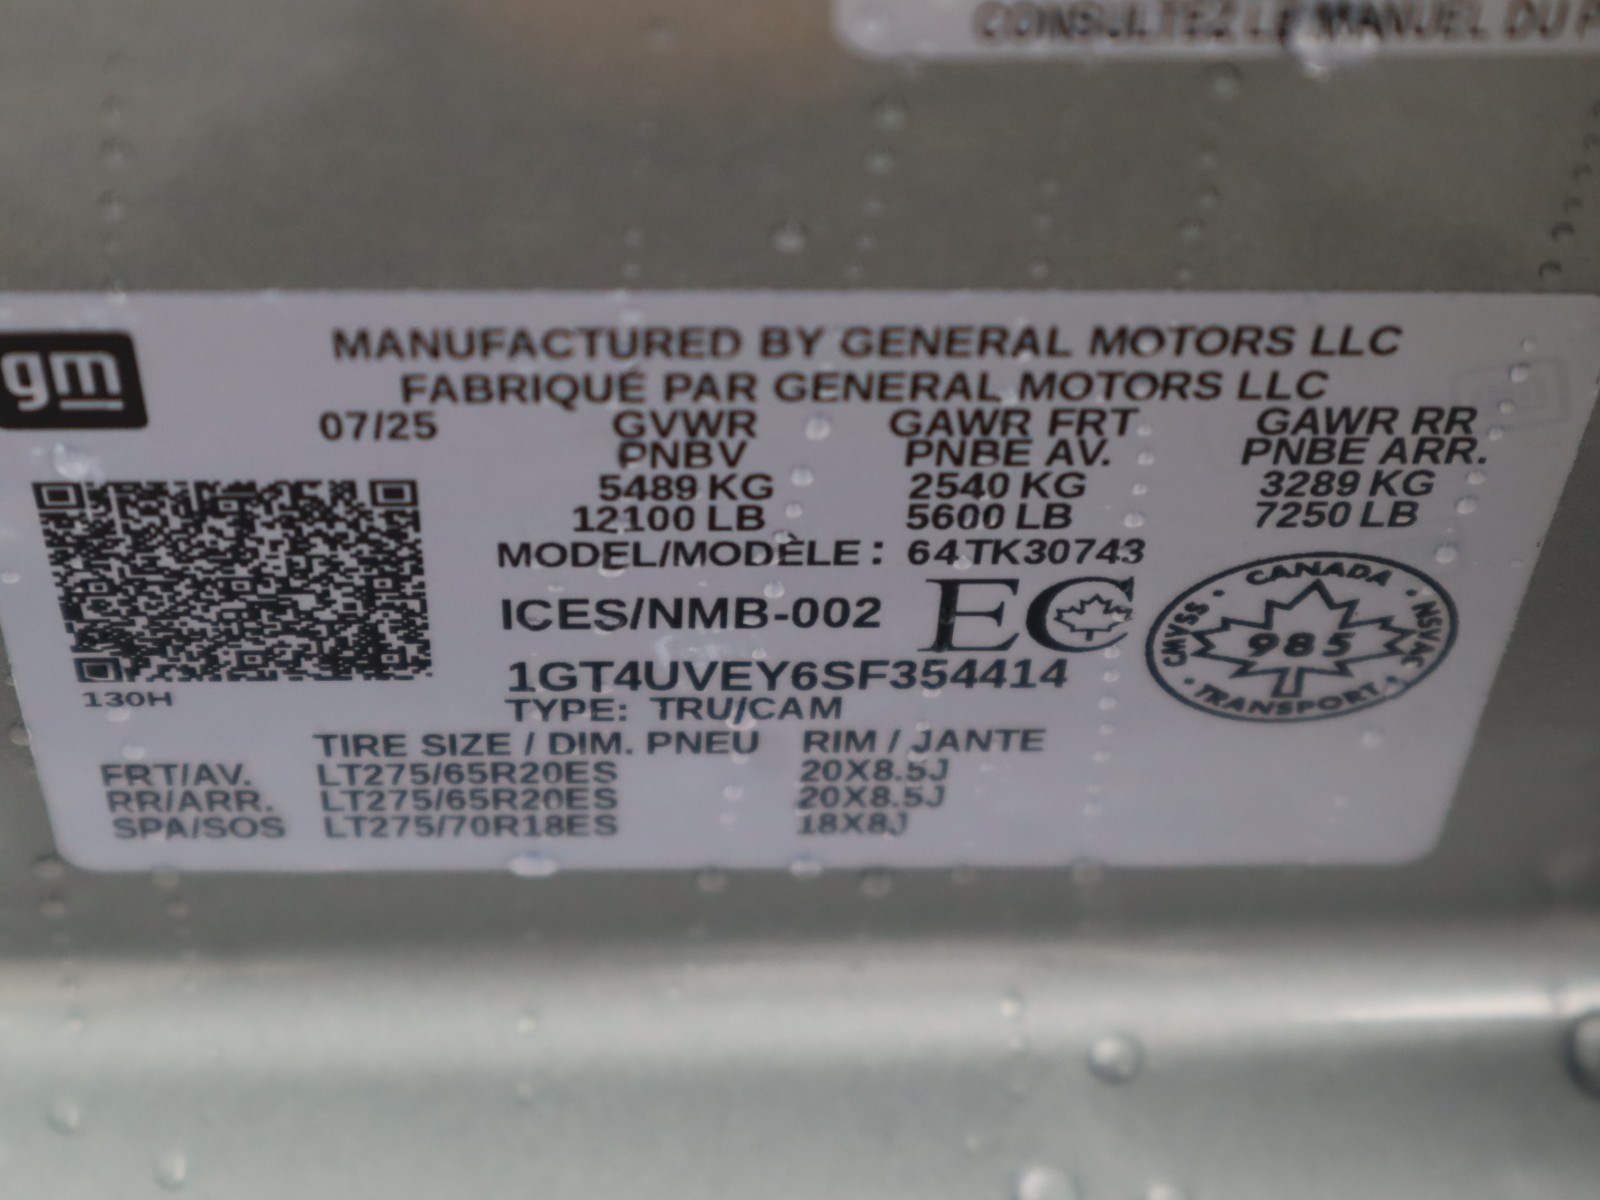 CONSULTEZ LE MANUEL DU
gm
MANUFACTURED BY GENERAL MOTORS LLC
FABRIQUÉ PAR GENERAL MOTORS LLC
07/25 GVWR GAWR FRT GAWR RR
PNBV PNBE AV. PNBE ARR.
5489 KG 2540 KG 3289 KG
12100 LB 5600 LB 7250 LB
MODEL/MODÈLE: 64TK30743
ICES/NMB-002 EC
CANADA
CMVSS 985 NSVAC
TRANSPORT
1GT4UVEY6SF354414
130H
TYPE: TRU/CAM
TIRE SIZE / DIM. PNEU RIM / JANTE
FRT/AV. LT275/65R20ES 20X8.5J
RR/ARR. LT275/65R20ES 20X8.5J
SPA/SOS LT275/70R18ES 18X8J